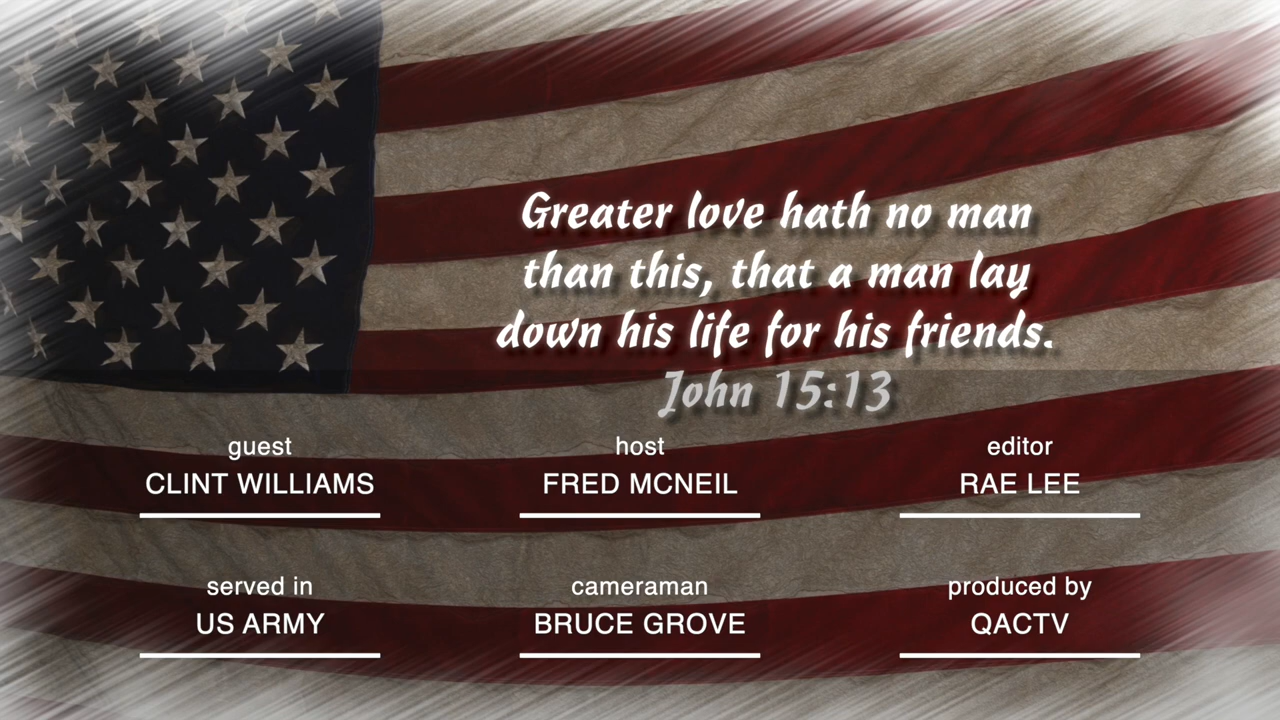 Greater love hath no man
than this, that a man lay
down his life for his friends.
John 15:13
guest
CLINT WILLIAMS
host
FRED MCNEIL
editor
RAE LEE
served in
US ARMY
cameraman
BRUCE GROVE
produced by
QACTV